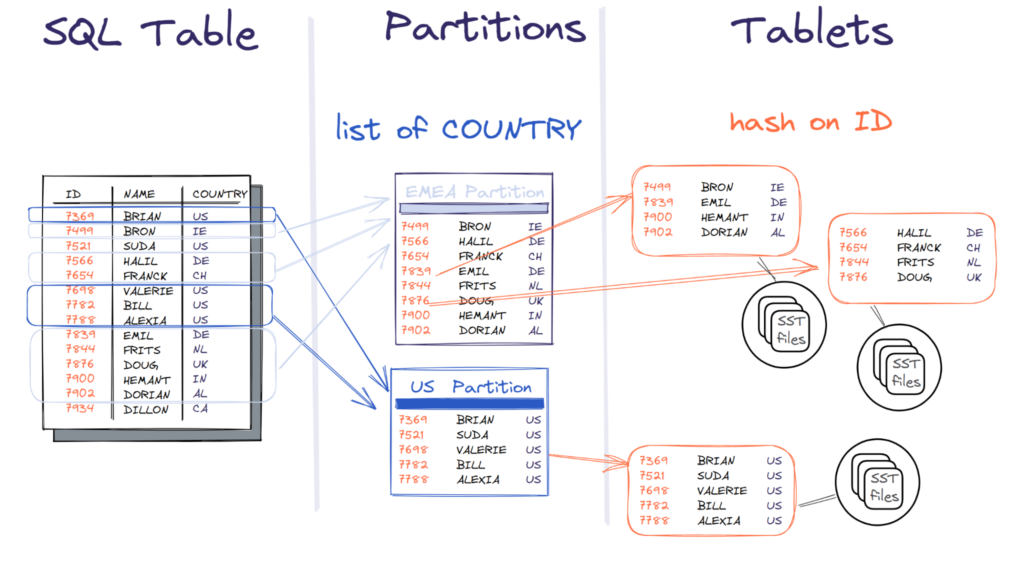 SQL Table
Partitions
Tablets
list of COUNTRY
hash on ID
ID NAME COUNTRY
7369 BRIAN US
7499 BRON IE
7521 SUDA US
7566 HALIL DE
7654 FRANCK CH
7698 VALERIE US
7782 BILL US
7788 ALEXIA US
7839 EMIL DE
7844 FRITS NL
7876 DOUG UK
7900 HEMANT IN
7902 DORIAN AL
7934 DILLON CA
EMEA Partition
7499 BRON IE
7566 HALIL DE
7654 FRANCK CH
7839 EMIL DE
7844 FRITS NL
7876 DOUG UK
7900 HEMANT IN
7902 DORIAN AL
US Partition
7369 BRIAN US
7521 SUDA US
7698 VALERIE US
7782 BILL US
7788 ALEXIA US
7499 BRON IE
7839 EMIL DE
7900 HEMANT IN
7902 DORIAN AL
SST
files
7566 HALIL DE
7654 FRANCK CH
7844 FRITS NL
7876 DOUG UK
SST
files
7369 BRIAN US
7521 SUDA US
7698 VALERIE US
7782 BILL US
7788 ALEXIA US
SST
files